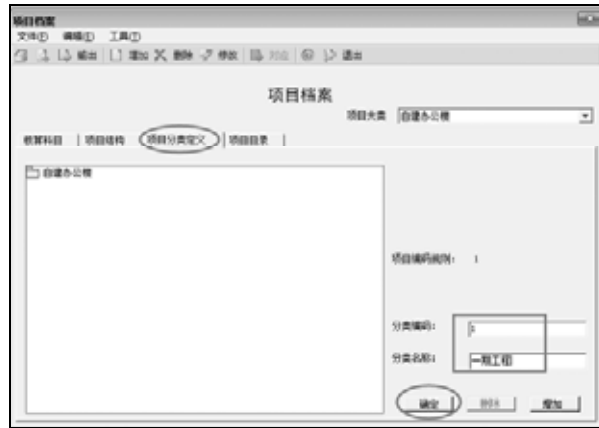 项目档案
文件(F) 编辑(E) 工具(T)
输出 增加 删除 修改 对应 退出
项目档案
项目大类 自建办公楼
核算科目 项目结构 项目分类定义 项目目录
自建办公楼
项目编码规则: 1
分类编码: 1
分类名称: 一期工程
确定 删除 增加